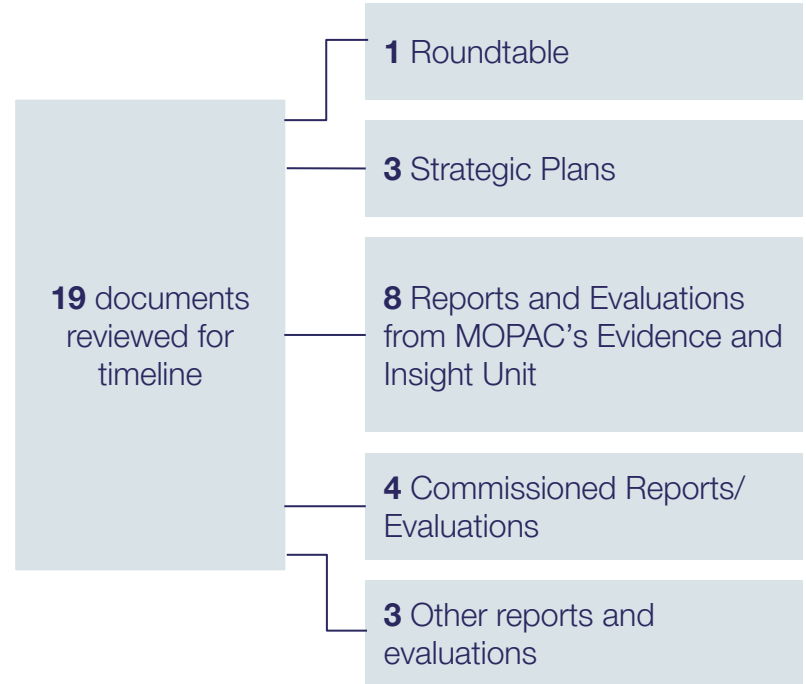 19 documents
reviewed for
timeline
1 Roundtable
3 Strategic Plans
8 Reports and Evaluations
from MOPAC’s Evidence and
Insight Unit
4 Commissioned Reports/
Evaluations
3 Other reports and
evaluations